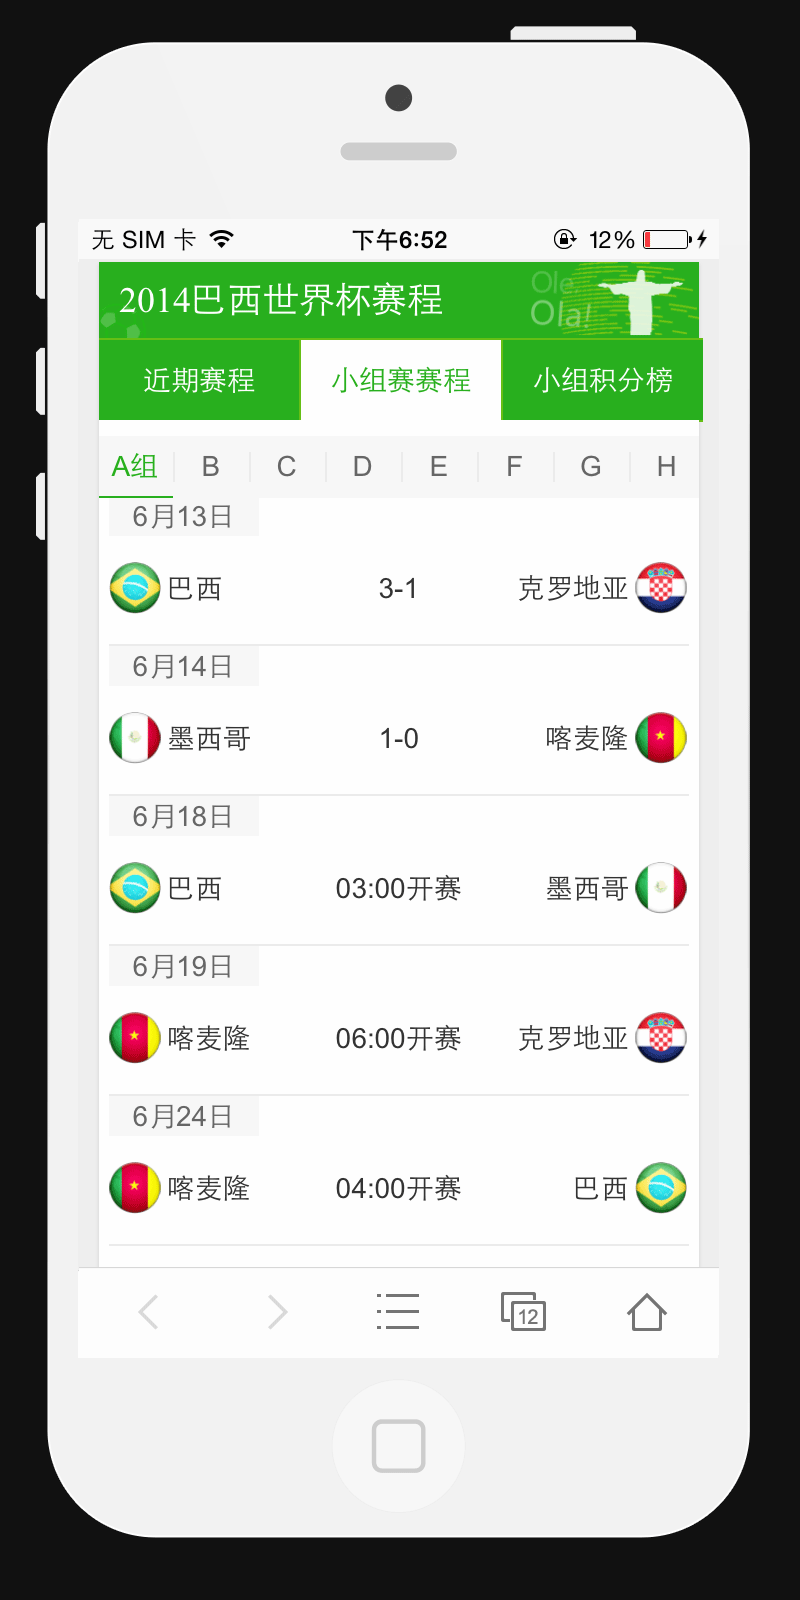 无 SIM 卡 下午6:52 12%
2014巴西世界杯赛程
Ole,
Ola!
近期赛程 小组赛赛程 小组积分榜
A组 B C D E F G H
6月13日
巴西 3-1 克罗地亚
6月14日
墨西哥 1-0 喀麦隆
6月18日
巴西 03:00开赛 墨西哥
6月19日
喀麦隆 06:00开赛 克罗地亚
6月24日
喀麦隆 04:00开赛 巴西
12